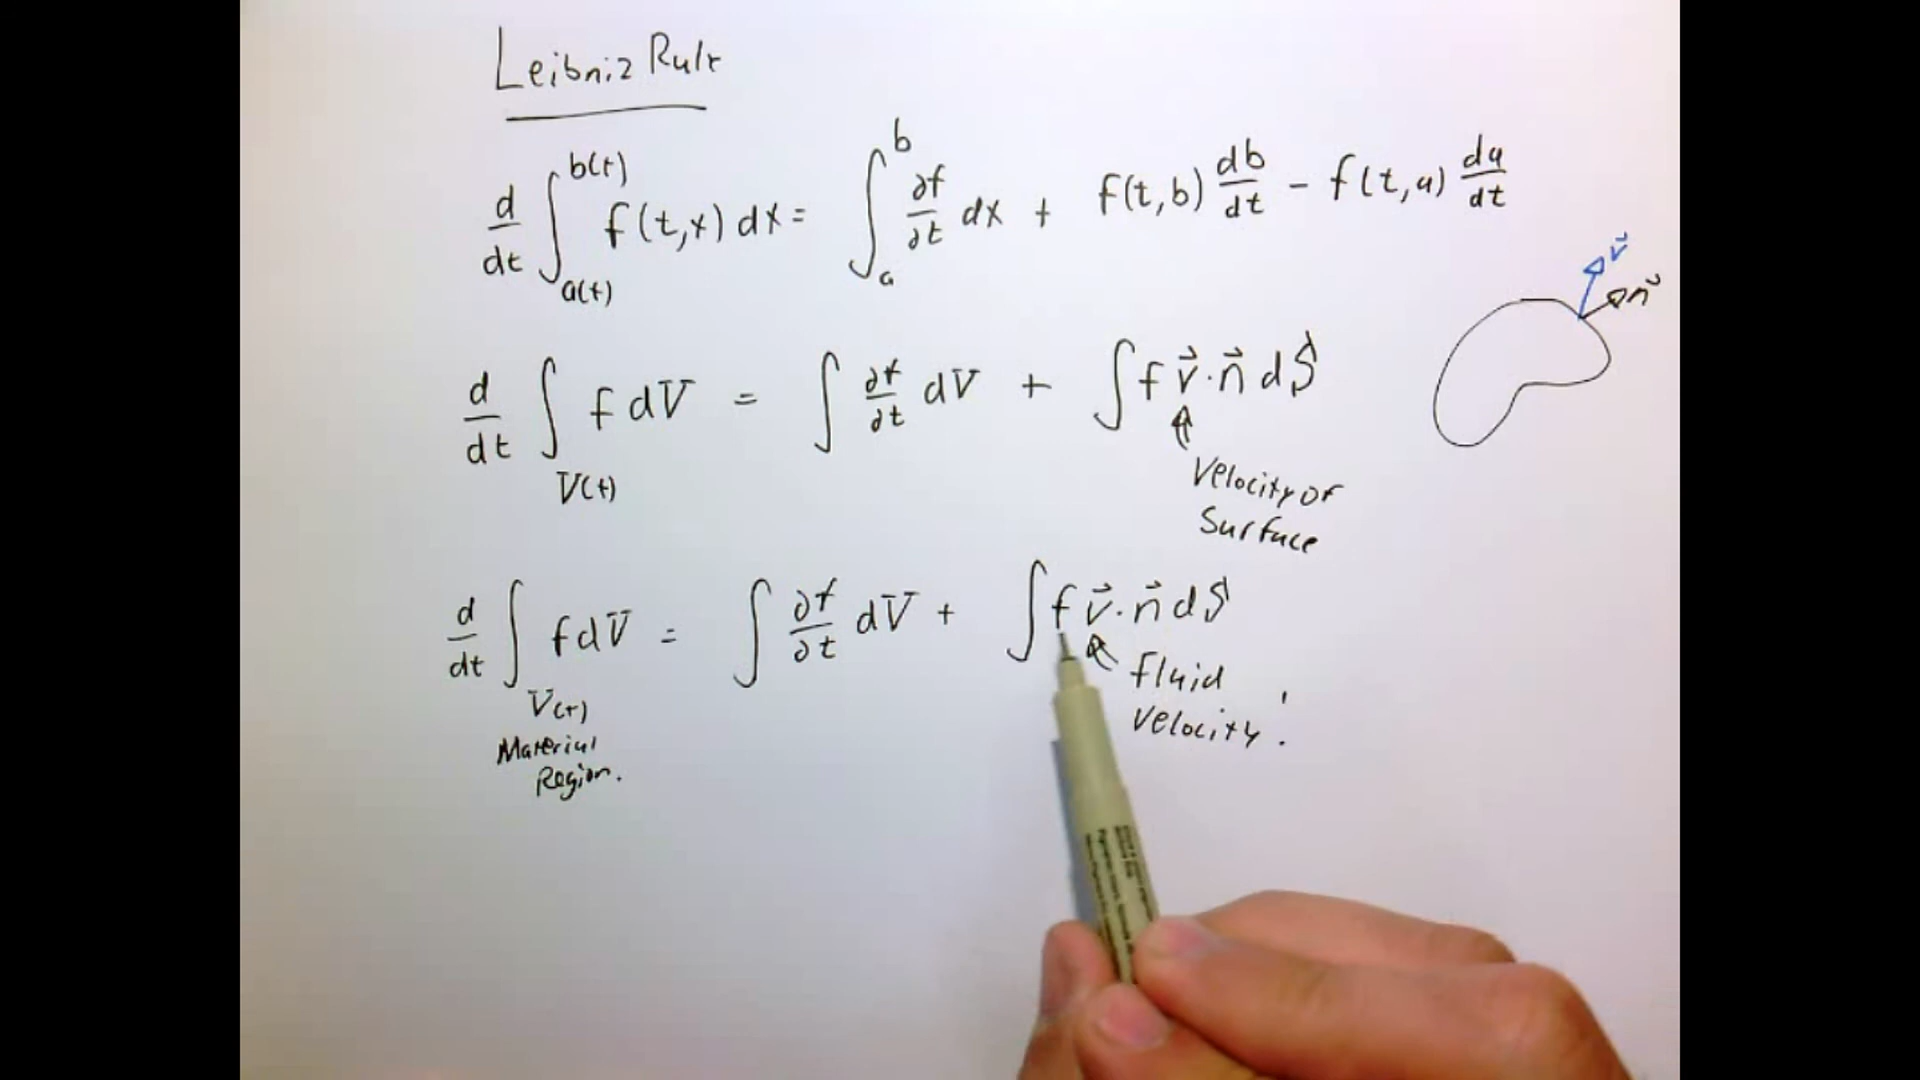 Leibniz Rule
d/dt ∫_{a(t)}^{b(t)} f(t,x) dx = ∫_a^b ∂f/∂t dx + f(t,b) db/dt - f(t,a) da/dt
v⃗
n⃗
d/dt ∫_{V(t)} f dV = ∫ ∂f/∂t dV + ∫ f v⃗·n⃗ dS
Velocity of
Surface
d/dt ∫_{V(t)} f dV = ∫ ∂f/∂t dV + ∫ f v⃗·n⃗ dS
Material
Region.
fluid
velocity!